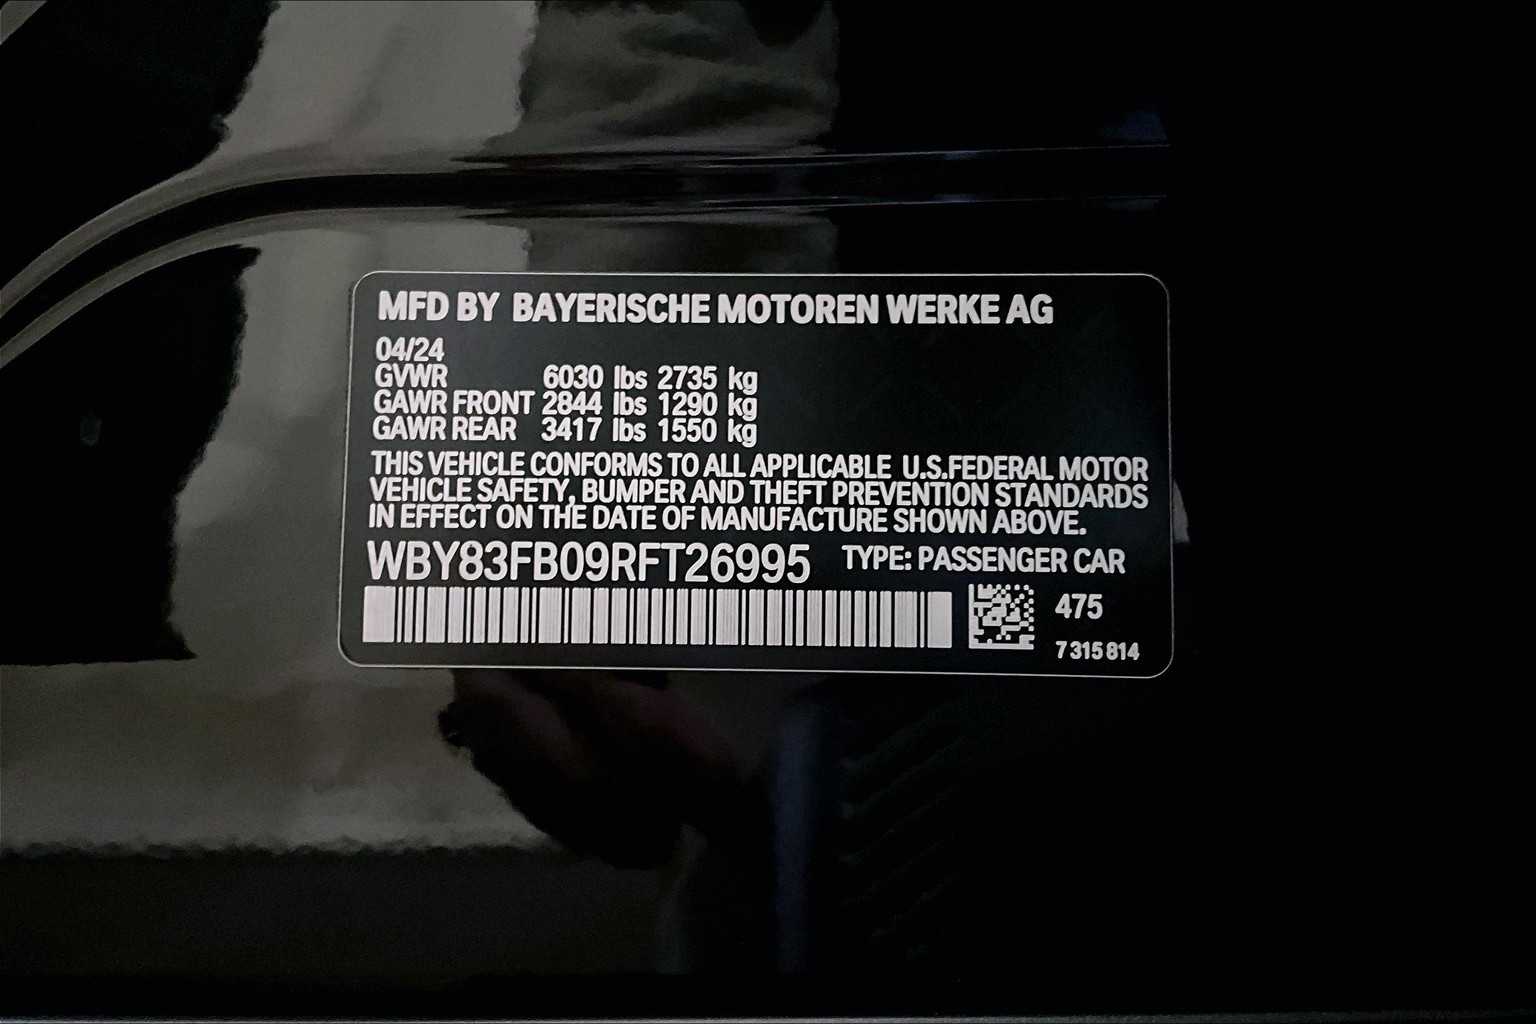 MFD BY BAYERISCHE MOTOREN WERKE AG
04/24
GVWR 6030 lbs 2735 kg
GAWR FRONT 2844 lbs 1290 kg
GAWR REAR 3417 lbs 1550 kg
THIS VEHICLE CONFORMS TO ALL APPLICABLE U.S.FEDERAL MOTOR
VEHICLE SAFETY, BUMPER AND THEFT PREVENTION STANDARDS
IN EFFECT ON THE DATE OF MANUFACTURE SHOWN ABOVE.
WBY83FB09RFT26995 TYPE: PASSENGER CAR
475
7 315 814